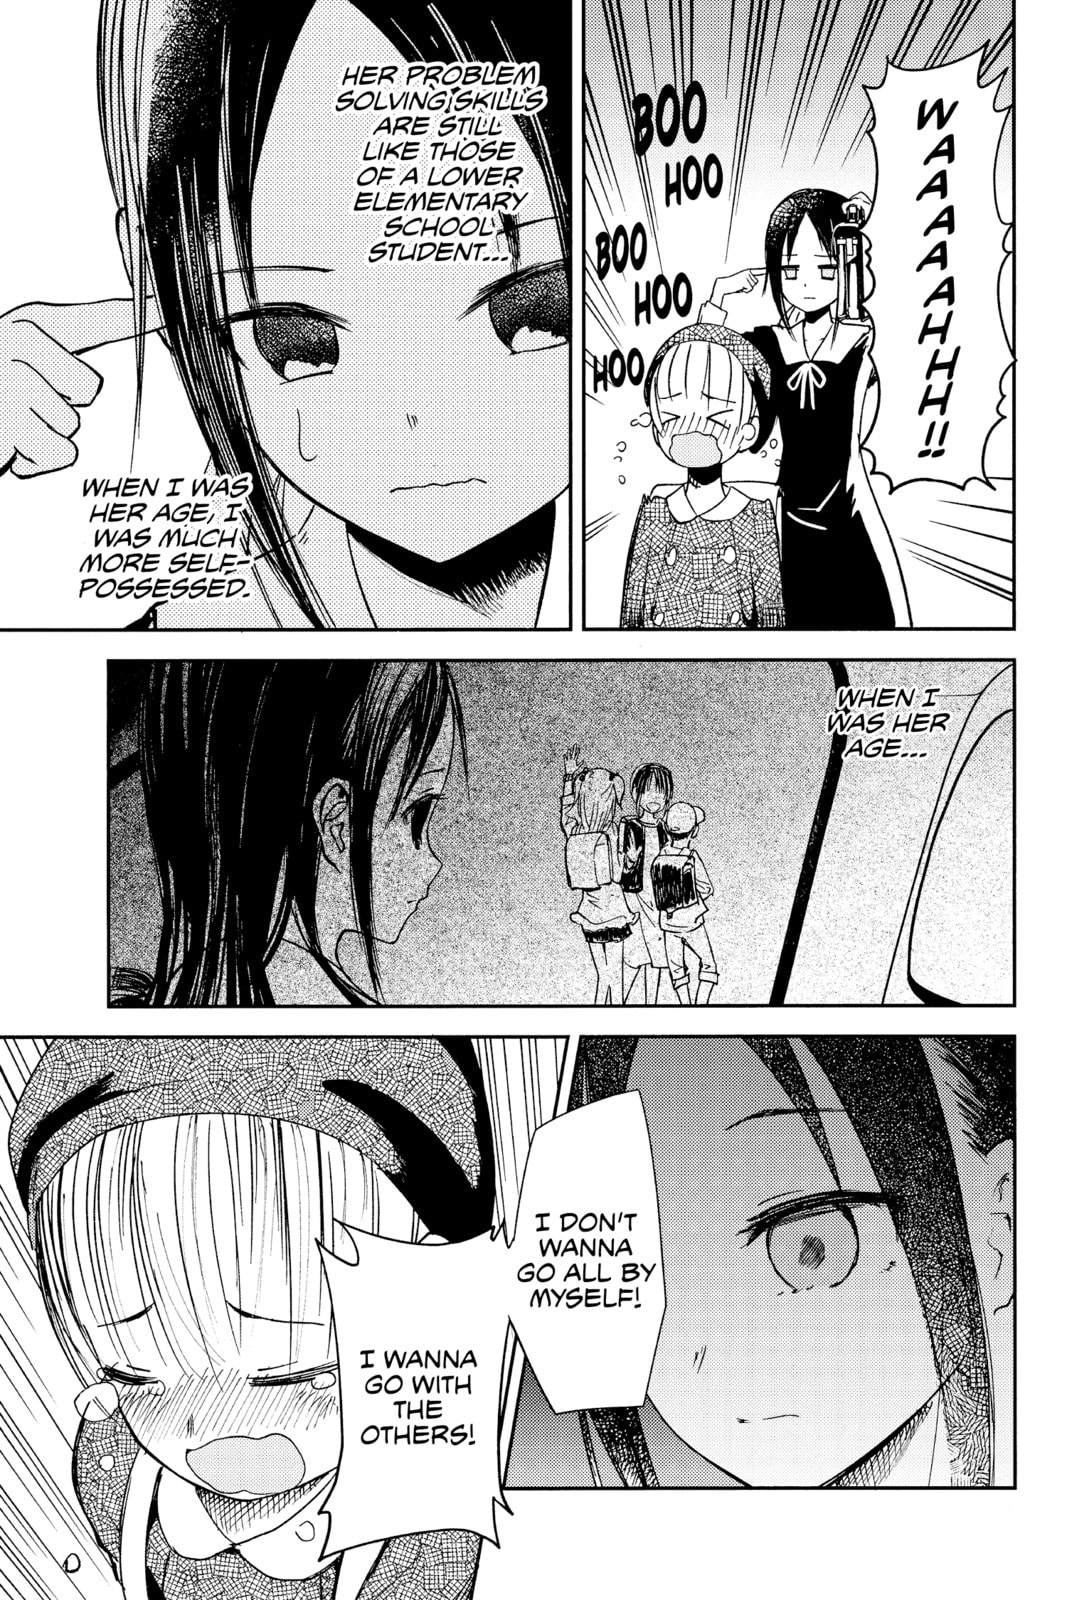 WAAAAAHHH!!
BOO
HOO
BOO
HOO
HOO
HER PROBLEM
SOLVING SKILLS
ARE STILL
LIKE THOSE
OF A LOWER
ELEMENTARY
SCHOOL
STUDENT...
WHEN I WAS
HER AGE, I
WAS MUCH
MORE SELF-
POSSESSED.
WHEN I
WAS HER
AGE...
I DON'T
WANNA
GO ALL BY
MYSELF!
I WANNA
GO WITH
THE
OTHERS!